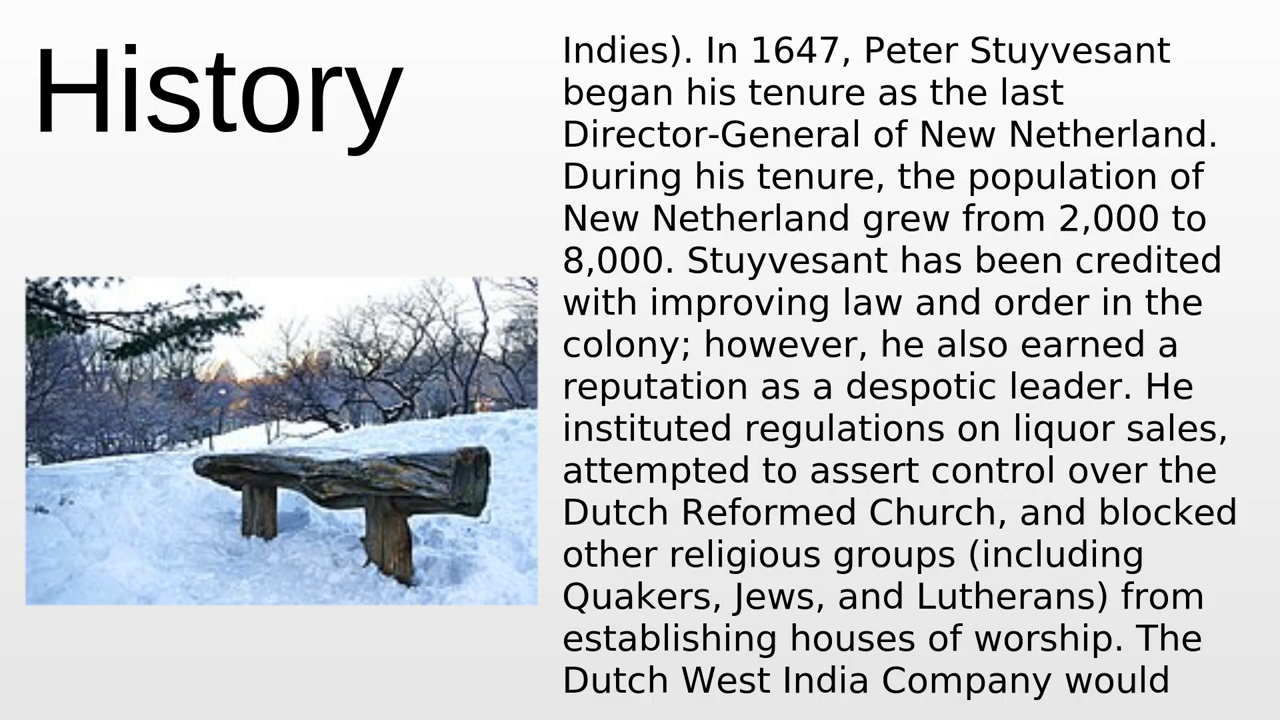 History
Indies). In 1647, Peter Stuyvesant
began his tenure as the last
Director-General of New Netherland.
During his tenure, the population of
New Netherland grew from 2,000 to
8,000. Stuyvesant has been credited
with improving law and order in the
colony; however, he also earned a
reputation as a despotic leader. He
instituted regulations on liquor sales,
attempted to assert control over the
Dutch Reformed Church, and blocked
other religious groups (including
Quakers, Jews, and Lutherans) from
establishing houses of worship. The
Dutch West India Company would